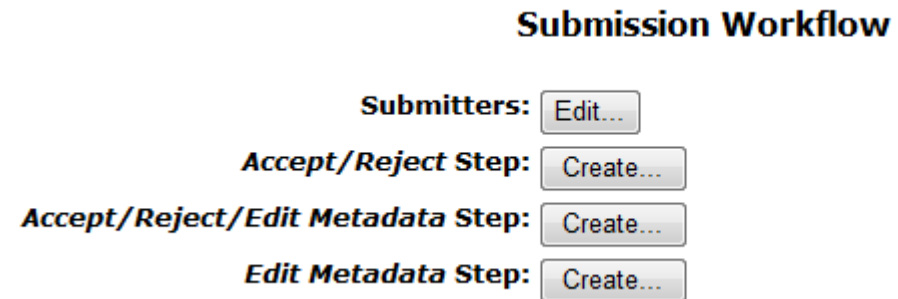 Submission Workflow
Submitters: Edit...
Accept/Reject Step: Create...
Accept/Reject/Edit Metadata Step: Create...
Edit Metadata Step: Create...